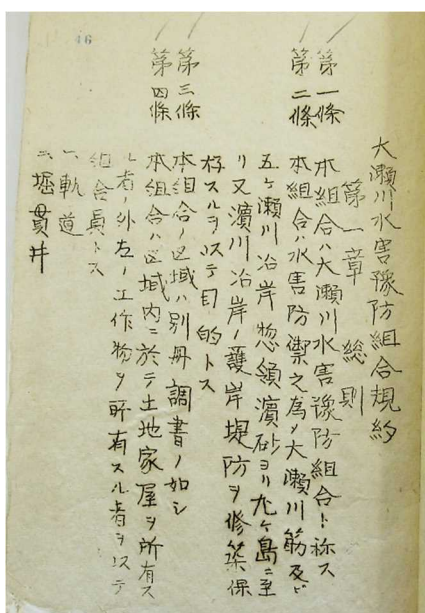 46
大瀬川水害豫防組合規約
第一章 総則
第一條 本組合ハ大瀬川水害豫防組合ト称ス
第二條 本組合ハ水害防禦之為メ大瀬川筋及ビ
五ヶ瀬川沿岸惣領濱砂ヨリ九ヶ島ニ至
リ又濱川沿岸ノ護岸堤防ヲ修築保
存スルヲ以テ目的トス
第三條 本組合ノ区域ハ別冊調書ノ如シ
第四條 本組合ハ区域内ニ於テ土地家屋ヲ所有ス
ル者ノ外左ノ工作物ヲ所有スル者ヲ以テ
組合員トス
一、軌道
二、堀貫井